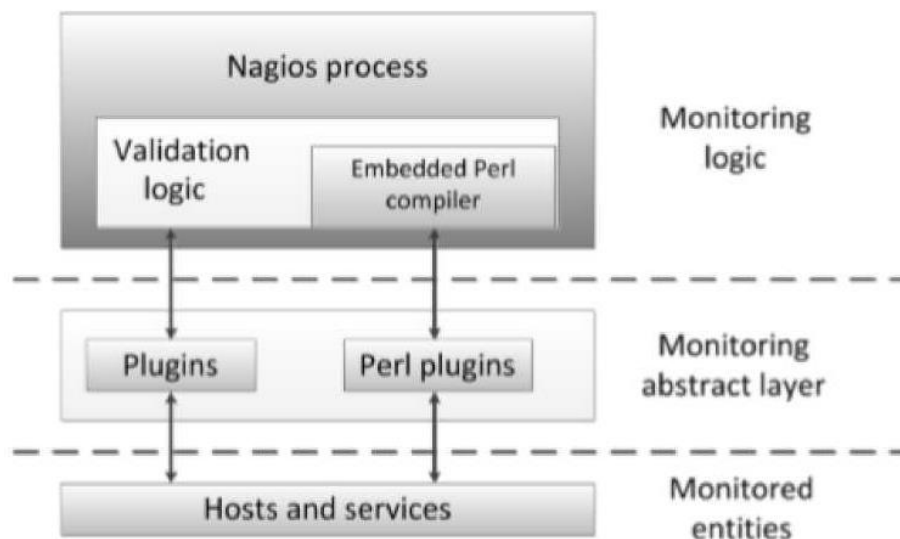 Nagios process
Validation
logic
Embedded Perl
compiler
Monitoring
logic
Plugins
Perl plugins
Monitoring
abstract layer
Hosts and services
Monitored
entities